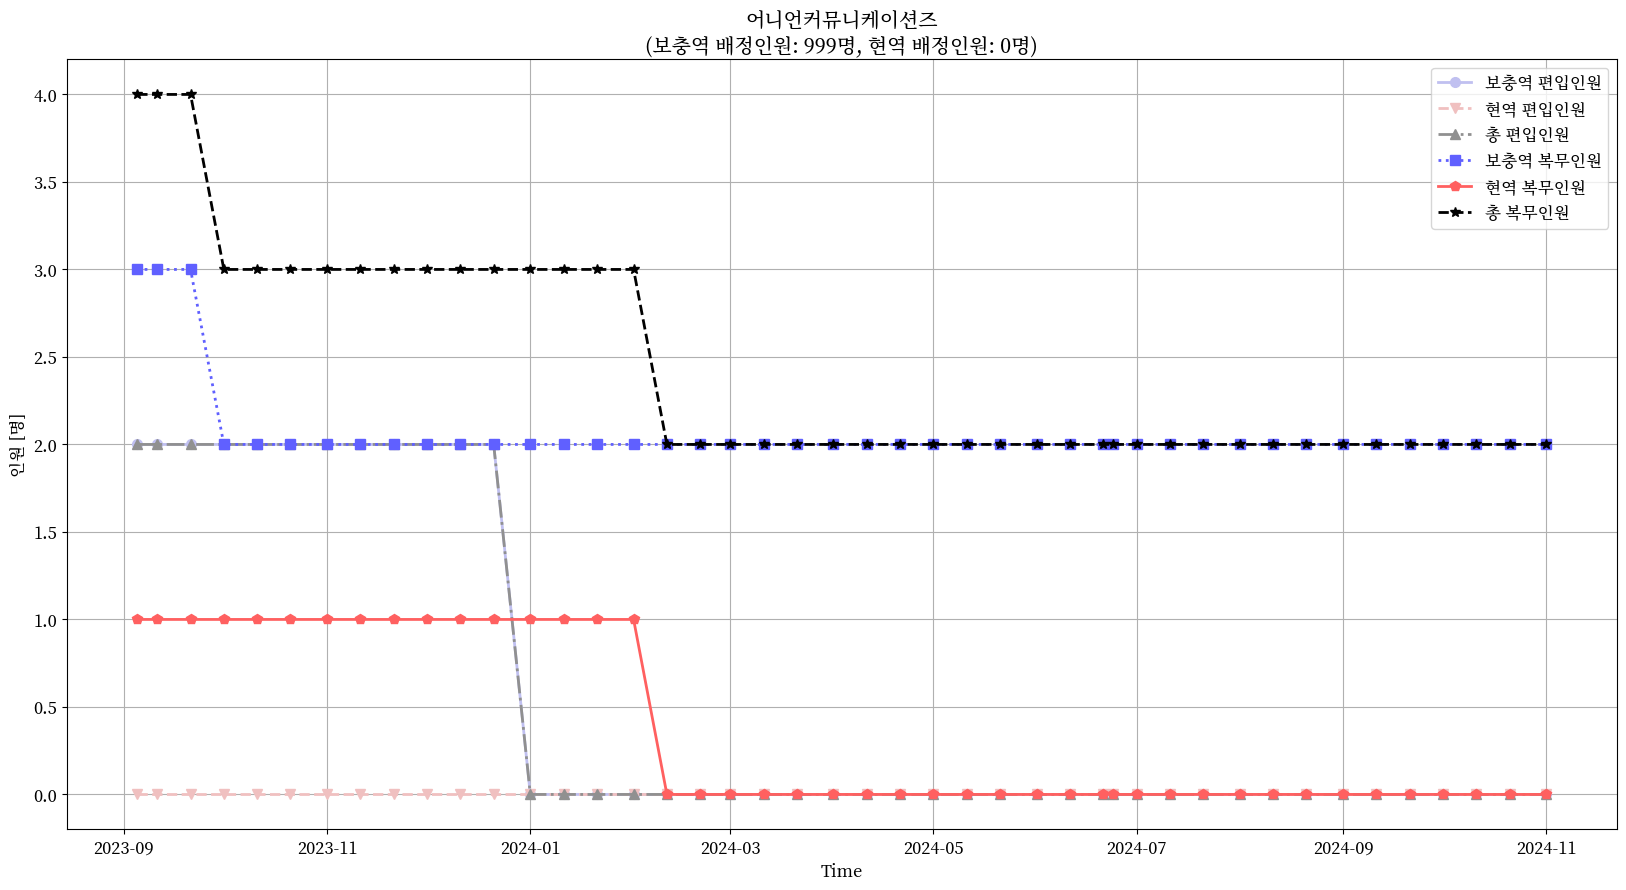 어니언커뮤니케이션즈
(보충역 배정인원: 999명, 현역 배정인원: 0명)
보충역 편입인원
현역 편입인원
총 편입인원
보충역 복무인원
현역 복무인원
총 복무인원
인원 [명]
4.0
3.5
3.0
2.5
2.0
1.5
1.0
0.5
0.0
2023-09 2023-11 2024-01 2024-03 2024-05 2024-07 2024-09 2024-11
Time